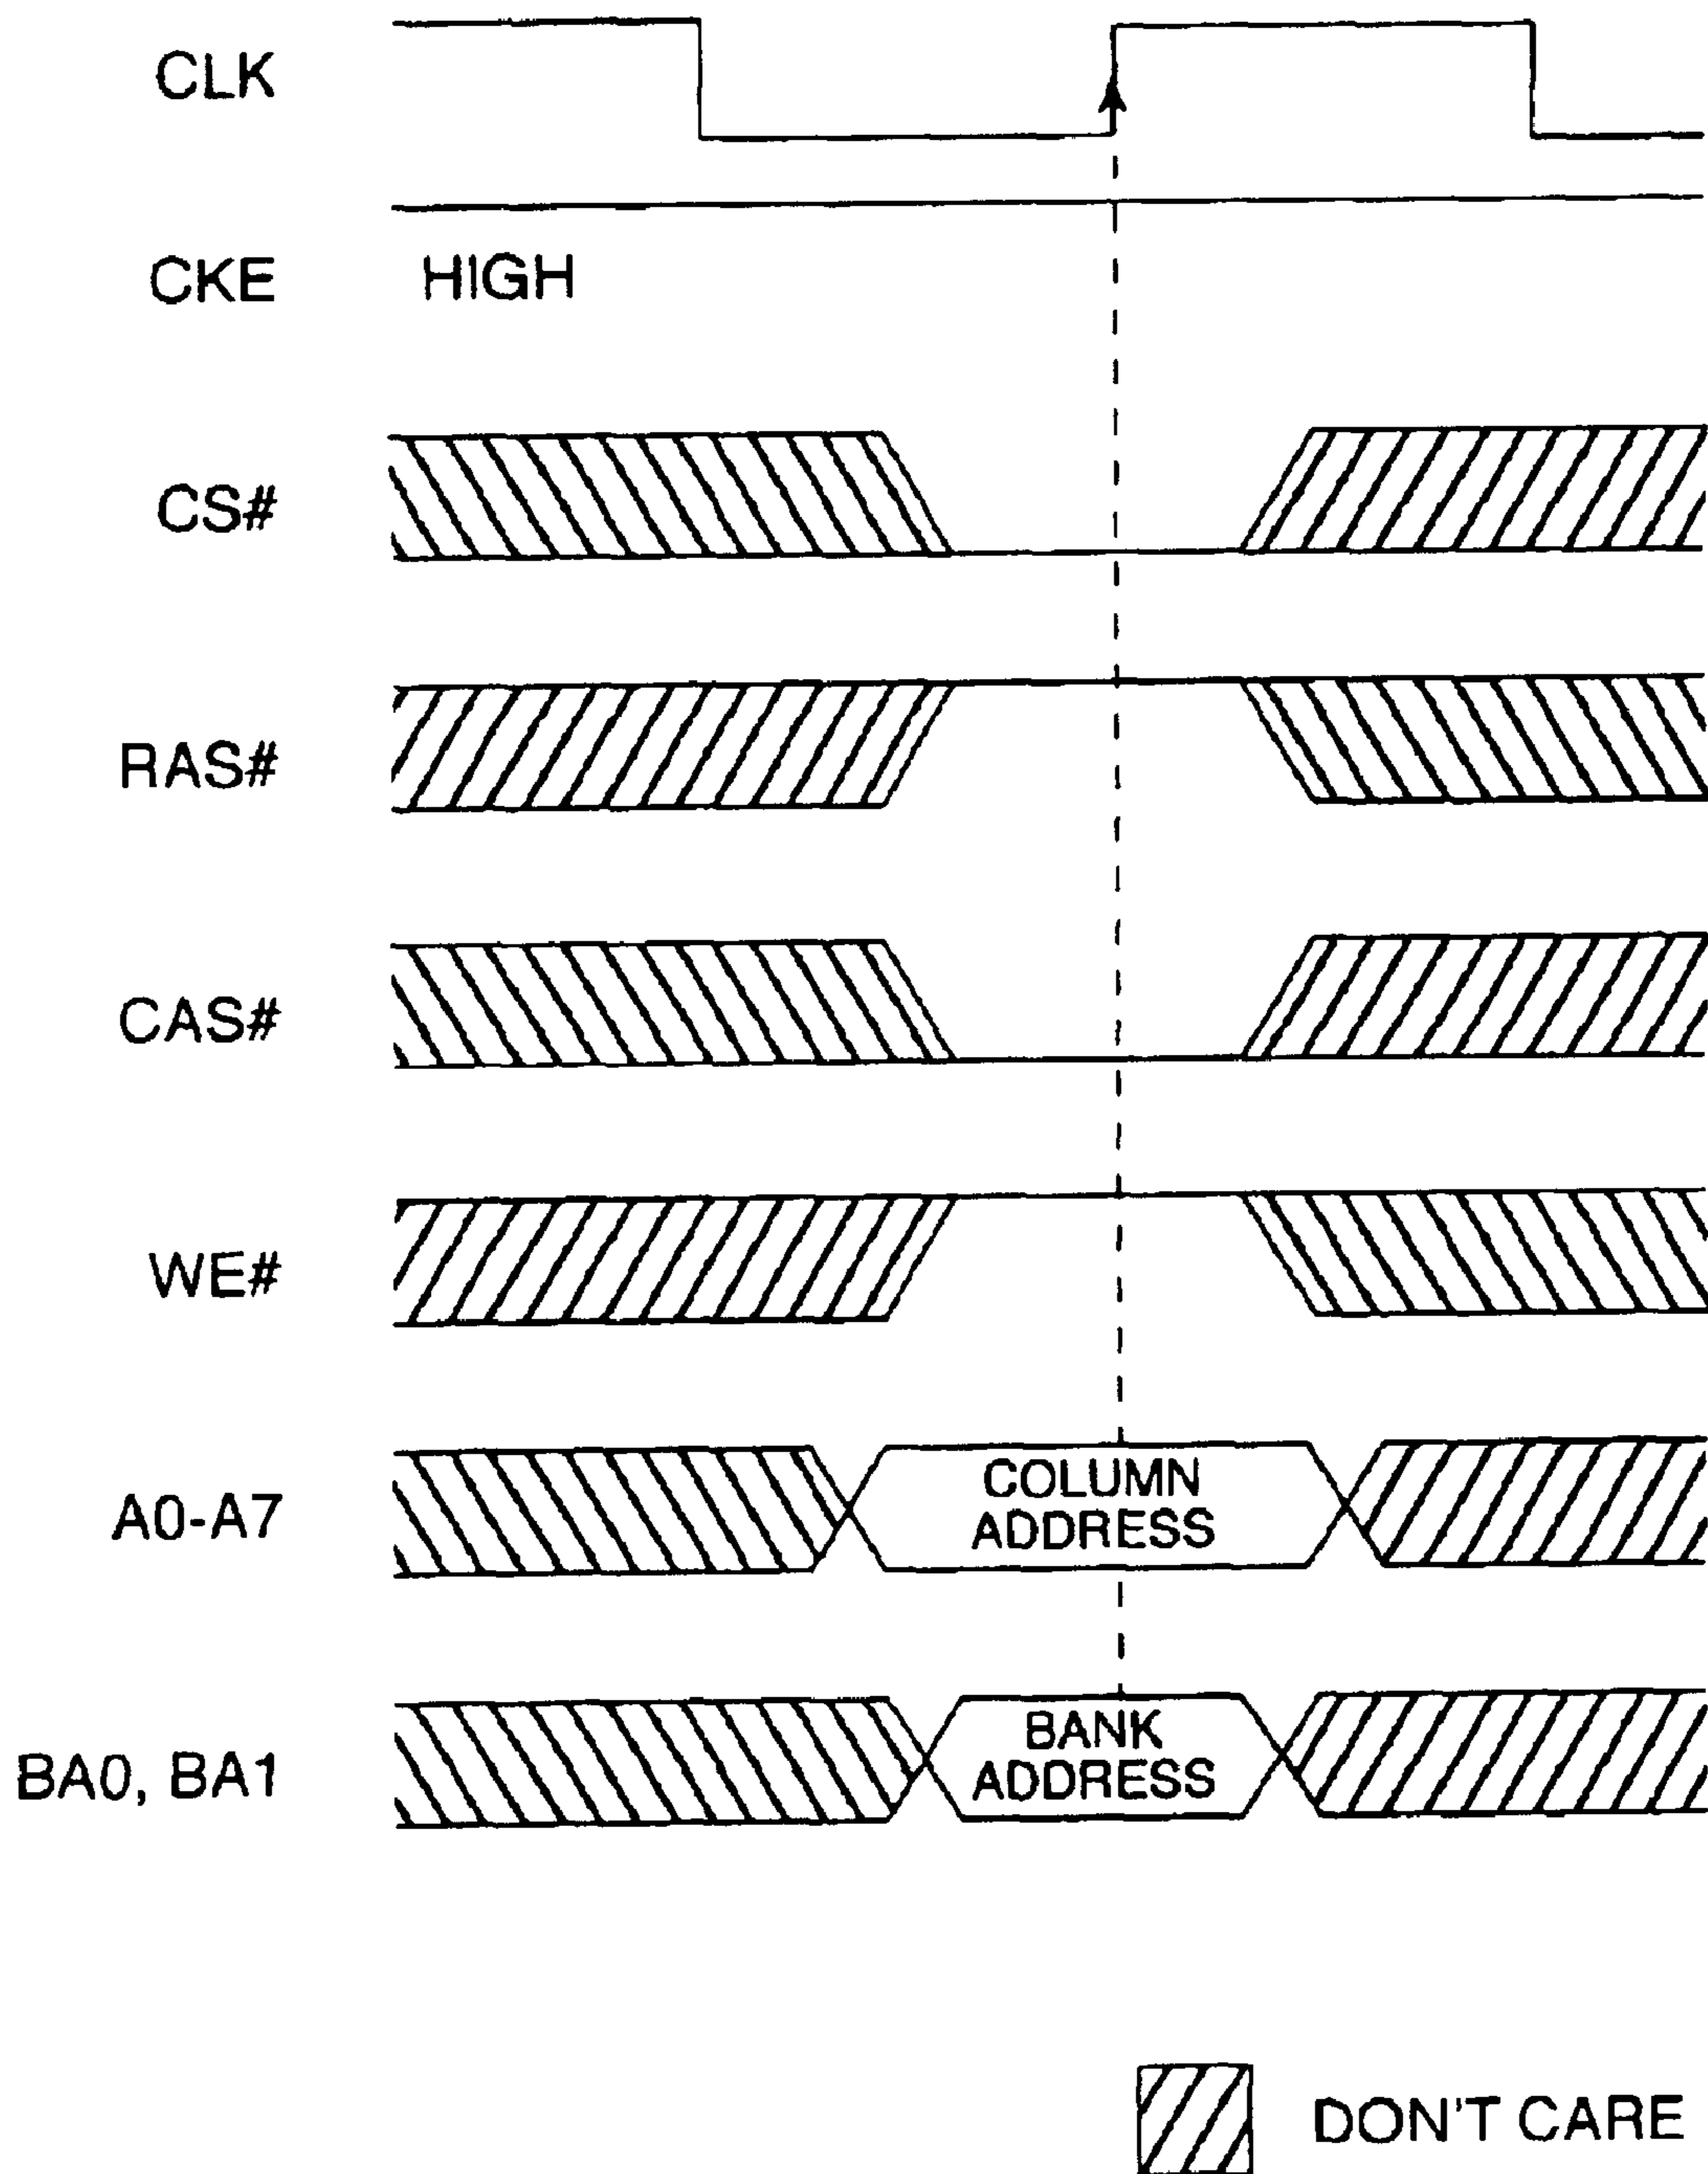 CLK
CKE HIGH
CS#
RAS#
CAS#
WE#
A0-A7 COLUMN
ADDRESS
BA0, BA1 BANK
ADDRESS
DON'T CARE